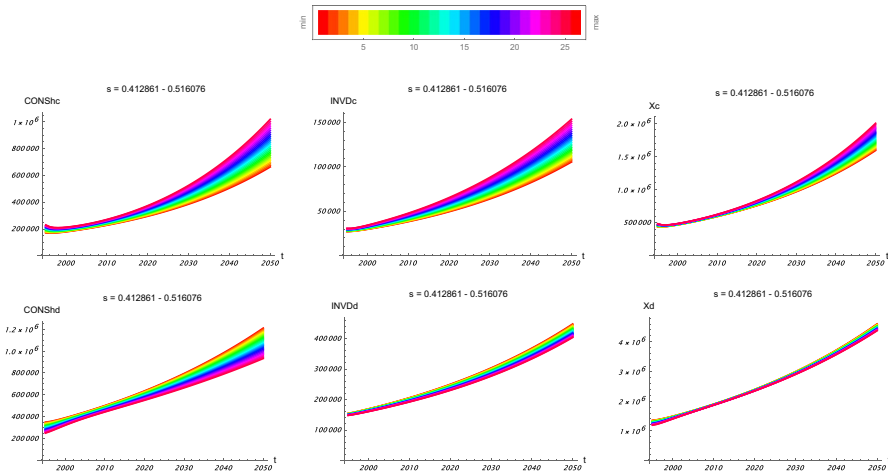 min
max
5 10 15 20 25
s = 0.412861 - 0.516076
CONShc
1 × 10^6
800 000
600 000
400 000
200 000
2000 2010 2020 2030 2040 2050
t
s = 0.412861 - 0.516076
INVDc
150 000
100 000
50 000
2000 2010 2020 2030 2040 2050
t
s = 0.412861 - 0.516076
Xc
2.0 × 10^6
1.5 × 10^6
1.0 × 10^6
500 000
2000 2010 2020 2030 2040 2050
t
s = 0.412861 - 0.516076
CONShd
1.2 × 10^6
1.0 × 10^6
800 000
600 000
400 000
200 000
2000 2010 2020 2030 2040 2050
t
s = 0.412861 - 0.516076
INVDd
400 000
300 000
200 000
100 000
2000 2010 2020 2030 2040 2050
t
s = 0.412861 - 0.516076
Xd
4 × 10^6
3 × 10^6
2 × 10^6
1 × 10^6
2000 2010 2020 2030 2040 2050
t